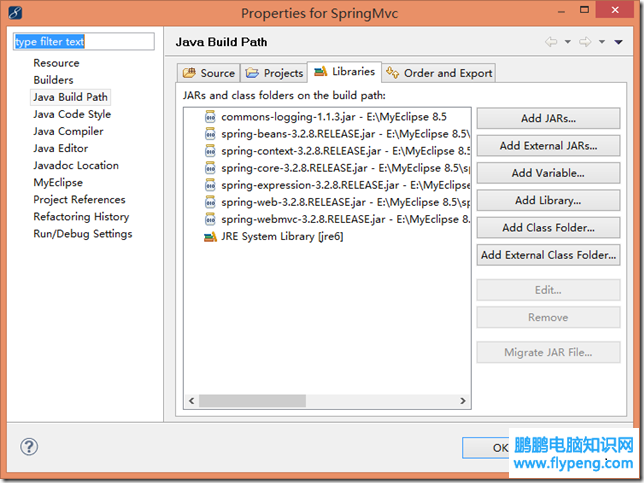 Properties for SpringMvc
type filter text
Resource
Builders
Java Build Path
Java Code Style
Java Compiler
Java Editor
Javadoc Location
MyEclipse
Project References
Refactoring History
Run/Debug Settings
Java Build Path
Source
Projects
Libraries
Order and Export
JARs and class folders on the build path:
commons-logging-1.1.3.jar - E:\MyEclipse 8.5
spring-beans-3.2.8.RELEASE.jar - E:\MyEclipse 8.5\
spring-context-3.2.8.RELEASE.jar - E:\MyEclipse 8.
spring-core-3.2.8.RELEASE.jar - E:\MyEclipse 8.5\s
spring-expression-3.2.8.RELEASE.jar - E:\MyEclipse
spring-web-3.2.8.RELEASE.jar - E:\MyEclipse 8.5\sp
spring-webmvc-3.2.8.RELEASE.jar - E:\MyEclipse 8.
JRE System Library [jre6]
Add JARs...
Add External JARs...
Add Variable...
Add Library...
Add Class Folder...
Add External Class Folder...
Edit...
Remove
Migrate JAR File...
OK
鹏鹏电脑知识网
www.flypeng.com